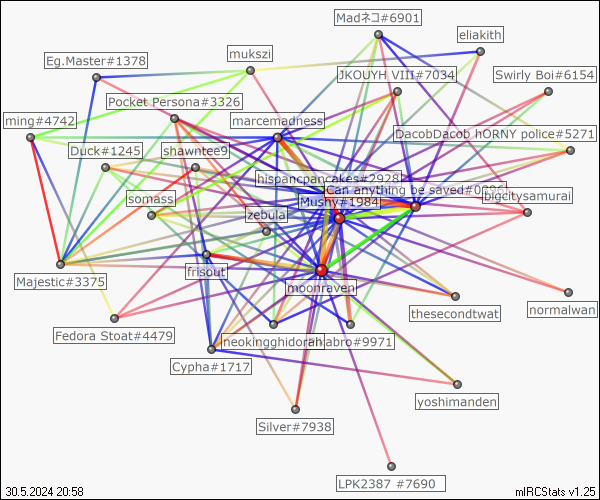 Madネコ#6901
eliakith
mukszi
Eg.Master#1378
JKOUYH VIII#7034
Swirly Boi#6154
Pocket Persona#3326
ming#4742
marcemadness
DacobDacob hORNY police#5271
Duck#1245
shawntee9
hispancpancakes#2928
Can anything be saved#0096
bigcitysamurai
somass
Mushy#1984
zebula
Majestic#3375
frisout
moonraven
thesecondtwat
normalwan
Fedora Stoat#4479
neokingghidorah
abro#9971
Cypha#1717
yoshimanden
Silver#7938
LPK2387 #7690
30.5.2024 20:58
mIRCStats v1.25